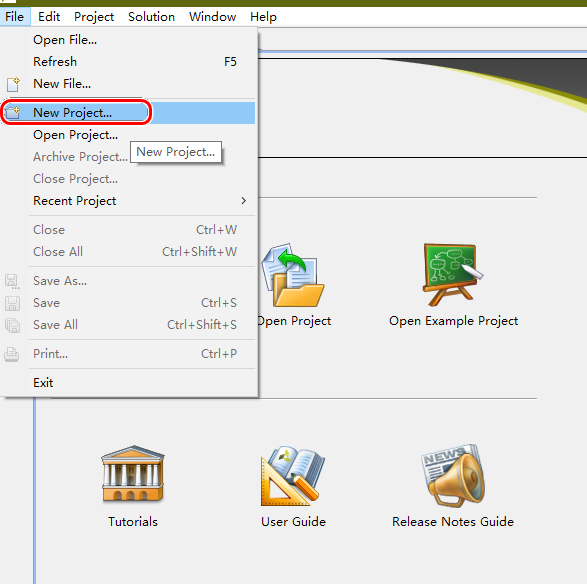 File Edit Project Solution Window Help
Open File...
Refresh F5
New File...
New Project...
Open Project...
New Project...
Archive Project...
Close Project...
Recent Project
Close Ctrl+W
Close All Ctrl+Shift+W
Save As...
Save Ctrl+S
Save All Ctrl+Shift+S
Print... Ctrl+P
Exit
Open Project
Open Example Project
NEWS
Tutorials
User Guide
Release Notes Guide